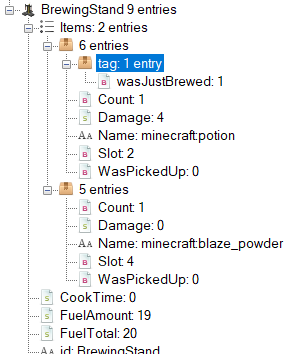 BrewingStand 9 entries
Items: 2 entries
6 entries
tag: 1 entry
wasJustBrewed: 1
Count: 1
Damage: 4
Name: minecraft:potion
Slot: 2
WasPickedUp: 0
5 entries
Count: 1
Damage: 0
Name: minecraft:blaze_powder
Slot: 4
WasPickedUp: 0
CookTime: 0
FuelAmount: 19
FuelTotal: 20
id: BrewingStand